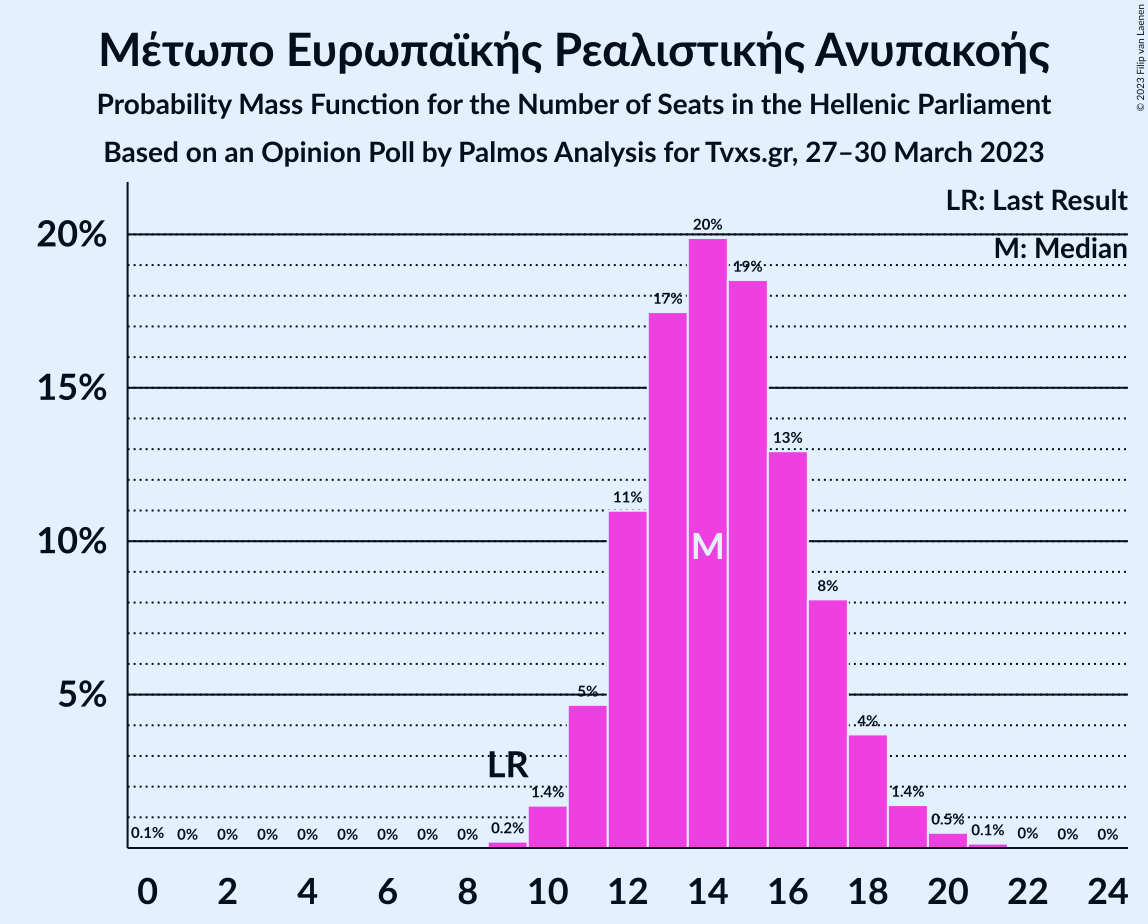 Μέτωπο Ευρωπαϊκής Ρεαλιστικής Ανυπακοής
Probability Mass Function for the Number of Seats in the Hellenic Parliament
Based on an Opinion Poll by Palmos Analysis for Tvxs.gr, 27–30 March 2023
© 2023 Filip van Laenen
LR: Last Result
M: Median
20%
15%
10%
5%
0.1% 0% 0% 0% 0% 0% 0% 0% 0% 0.2% 1.4% 5% 11% 17% 20% 19% 13% 8% 4% 1.4% 0.5% 0.1% 0% 0% 0%
LR
M
0 2 4 6 8 10 12 14 16 18 20 22 24